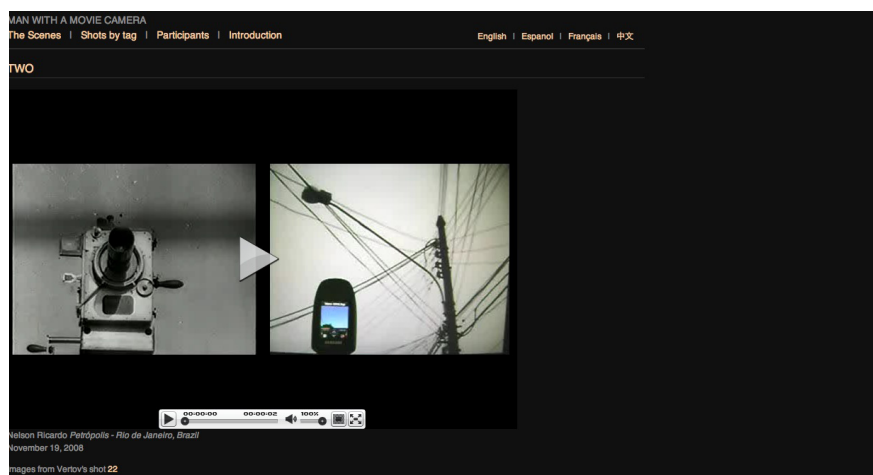 MAN WITH A MOVIE CAMERA
The Scenes | Shots by tag | Participants | Introduction
English | Espanol | Français | 中文
TWO
00:00:00 00:00:02 100%
Nelson Ricardo Petrópolis - Rio de Janeiro, Brazil
November 19, 2008
Images from Vertov's shot 22